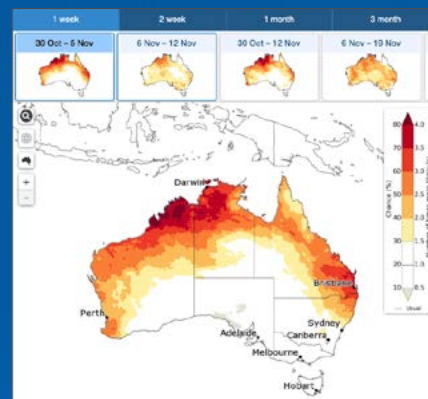 1 week
2 week
1 month
3 month
30 Oct – 5 Nov
6 Nov – 12 Nov
30 Oct – 12 Nov
6 Nov – 19 Nov
Darwin
Brisbane
Perth
Sydney
Adelaide
Canberra
Melbourne
Hobart
Chance (%)
80
70
60
50
40
30
20
10
4.0
3.5
3.0
2.5
2.0
1.5
1.0
0.5
Usual